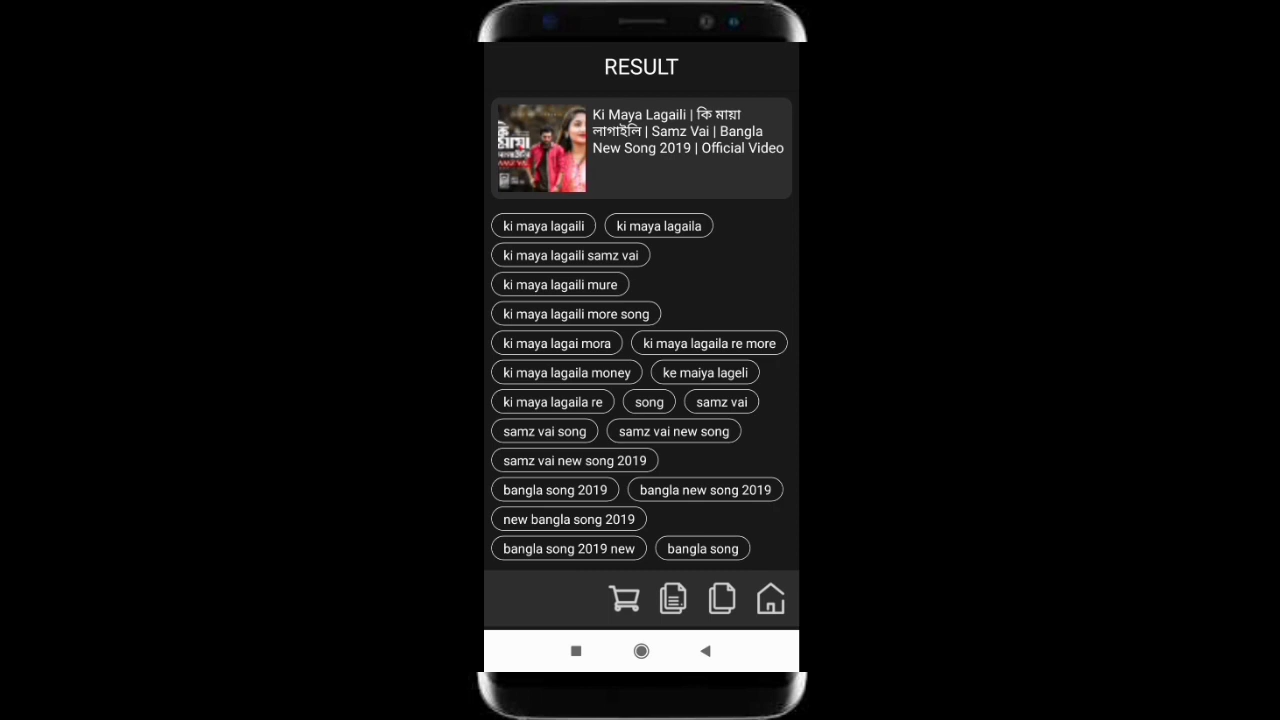 RESULT
Ki Maya Lagaili | কি মায়া
লাগাইলি | Samz Vai | Bangla
New Song 2019 | Official Video
কি
মায়া
ki maya lagaili ki maya lagaila
ki maya lagaili samz vai
ki maya lagaili mure
ki maya lagaili more song
ki maya lagai mora ki maya lagaila re more
ki maya lagaila money ke maiya lageli
ki maya lagaila re song samz vai
samz vai song samz vai new song
samz vai new song 2019
bangla song 2019 bangla new song 2019
new bangla song 2019
bangla song 2019 new bangla song